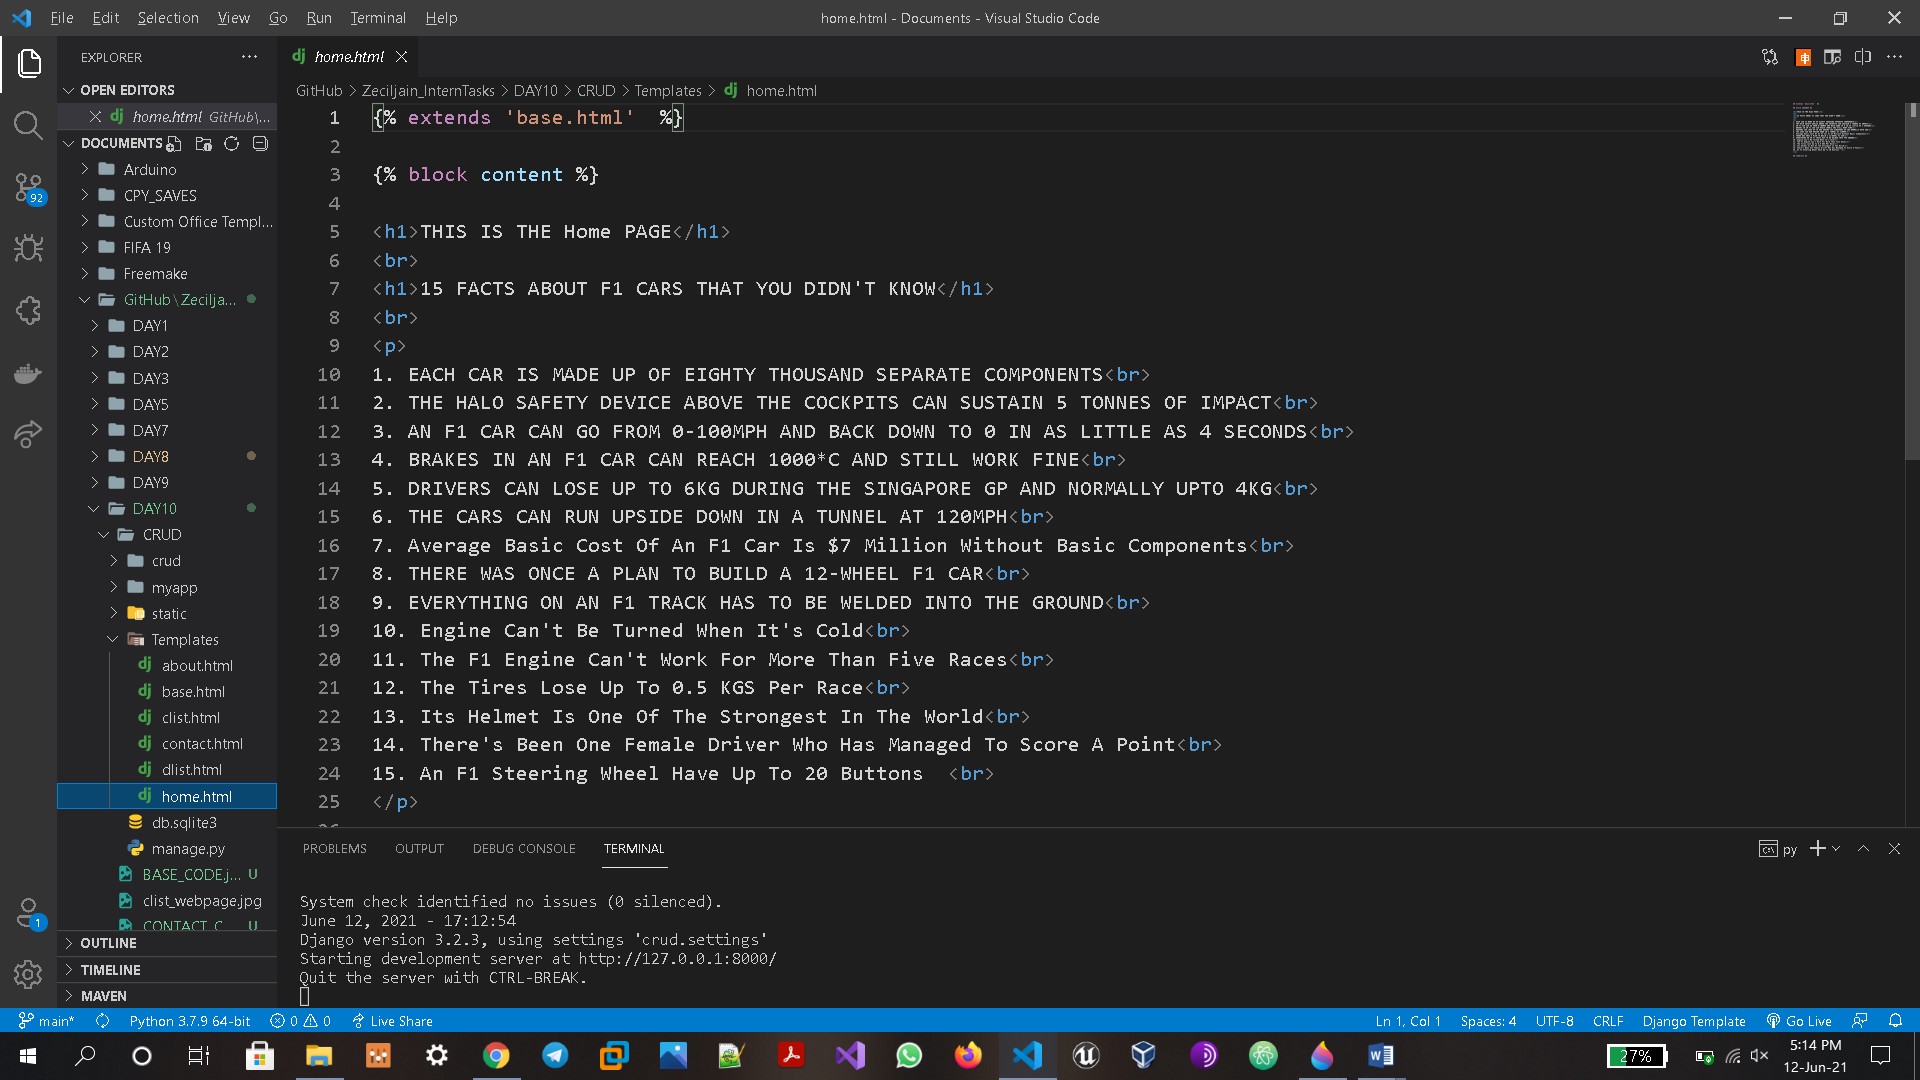 File Edit Selection View Go Run Terminal Help
home.html - Documents - Visual Studio Code
EXPLORER
OPEN EDITORS
home.html GitHub\...
DOCUMENTS
Arduino
CPY_SAVES
Custom Office Templ...
FIFA 19
Freemake
GitHub\Zecilja...
DAY1
DAY2
DAY3
DAY5
DAY7
DAY8
DAY9
DAY10
CRUD
crud
myapp
static
Templates
about.html
base.html
clist.html
contact.html
dlist.html
home.html
db.sqlite3
manage.py
BASE_CODE.j... U
clist_webpage.jpg
CONTACT_C... U
OUTLINE
TIMELINE
MAVEN
92
1
home.html
GitHub > Zeciljain_InternTasks > DAY10 > CRUD > Templates > home.html
1 {% extends 'base.html'  %}
2
3 {% block content %}
4
5 <h1>THIS IS THE Home PAGE</h1>
6 <br>
7 <h1>15 FACTS ABOUT F1 CARS THAT YOU DIDN'T KNOW</h1>
8 <br>
9 <p>
10 1. EACH CAR IS MADE UP OF EIGHTY THOUSAND SEPARATE COMPONENTS<br>
11 2. THE HALO SAFETY DEVICE ABOVE THE COCKPITS CAN SUSTAIN 5 TONNES OF IMPACT<br>
12 3. AN F1 CAR CAN GO FROM 0-100MPH AND BACK DOWN TO 0 IN AS LITTLE AS 4 SECONDS<br>
13 4. BRAKES IN AN F1 CAR CAN REACH 1000*C AND STILL WORK FINE<br>
14 5. DRIVERS CAN LOSE UP TO 6KG DURING THE SINGAPORE GP AND NORMALLY UPTO 4KG<br>
15 6. THE CARS CAN RUN UPSIDE DOWN IN A TUNNEL AT 120MPH<br>
16 7. Average Basic Cost Of An F1 Car Is $7 Million Without Basic Components<br>
17 8. THERE WAS ONCE A PLAN TO BUILD A 12-WHEEL F1 CAR<br>
18 9. EVERYTHING ON AN F1 TRACK HAS TO BE WELDED INTO THE GROUND<br>
19 10. Engine Can't Be Turned When It's Cold<br>
20 11. The F1 Engine Can't Work For More Than Five Races<br>
21 12. The Tires Lose Up To 0.5 KGS Per Race<br>
22 13. Its Helmet Is One Of The Strongest In The World<br>
23 14. There's Been One Female Driver Who Has Managed To Score A Point<br>
24 15. An F1 Steering Wheel Have Up To 20 Buttons  <br>
25 </p>
PROBLEMS OUTPUT DEBUG CONSOLE TERMINAL
py
System check identified no issues (0 silenced).
June 12, 2021 - 17:12:54
Django version 3.2.3, using settings 'crud.settings'
Starting development server at http://127.0.0.1:8000/
Quit the server with CTRL-BREAK.
main* Python 3.7.9 64-bit 0 0 Live Share
Ln 1, Col 1 Spaces: 4 UTF-8 CRLF Django Template Go Live
27%
5:14 PM
12-Jun-21